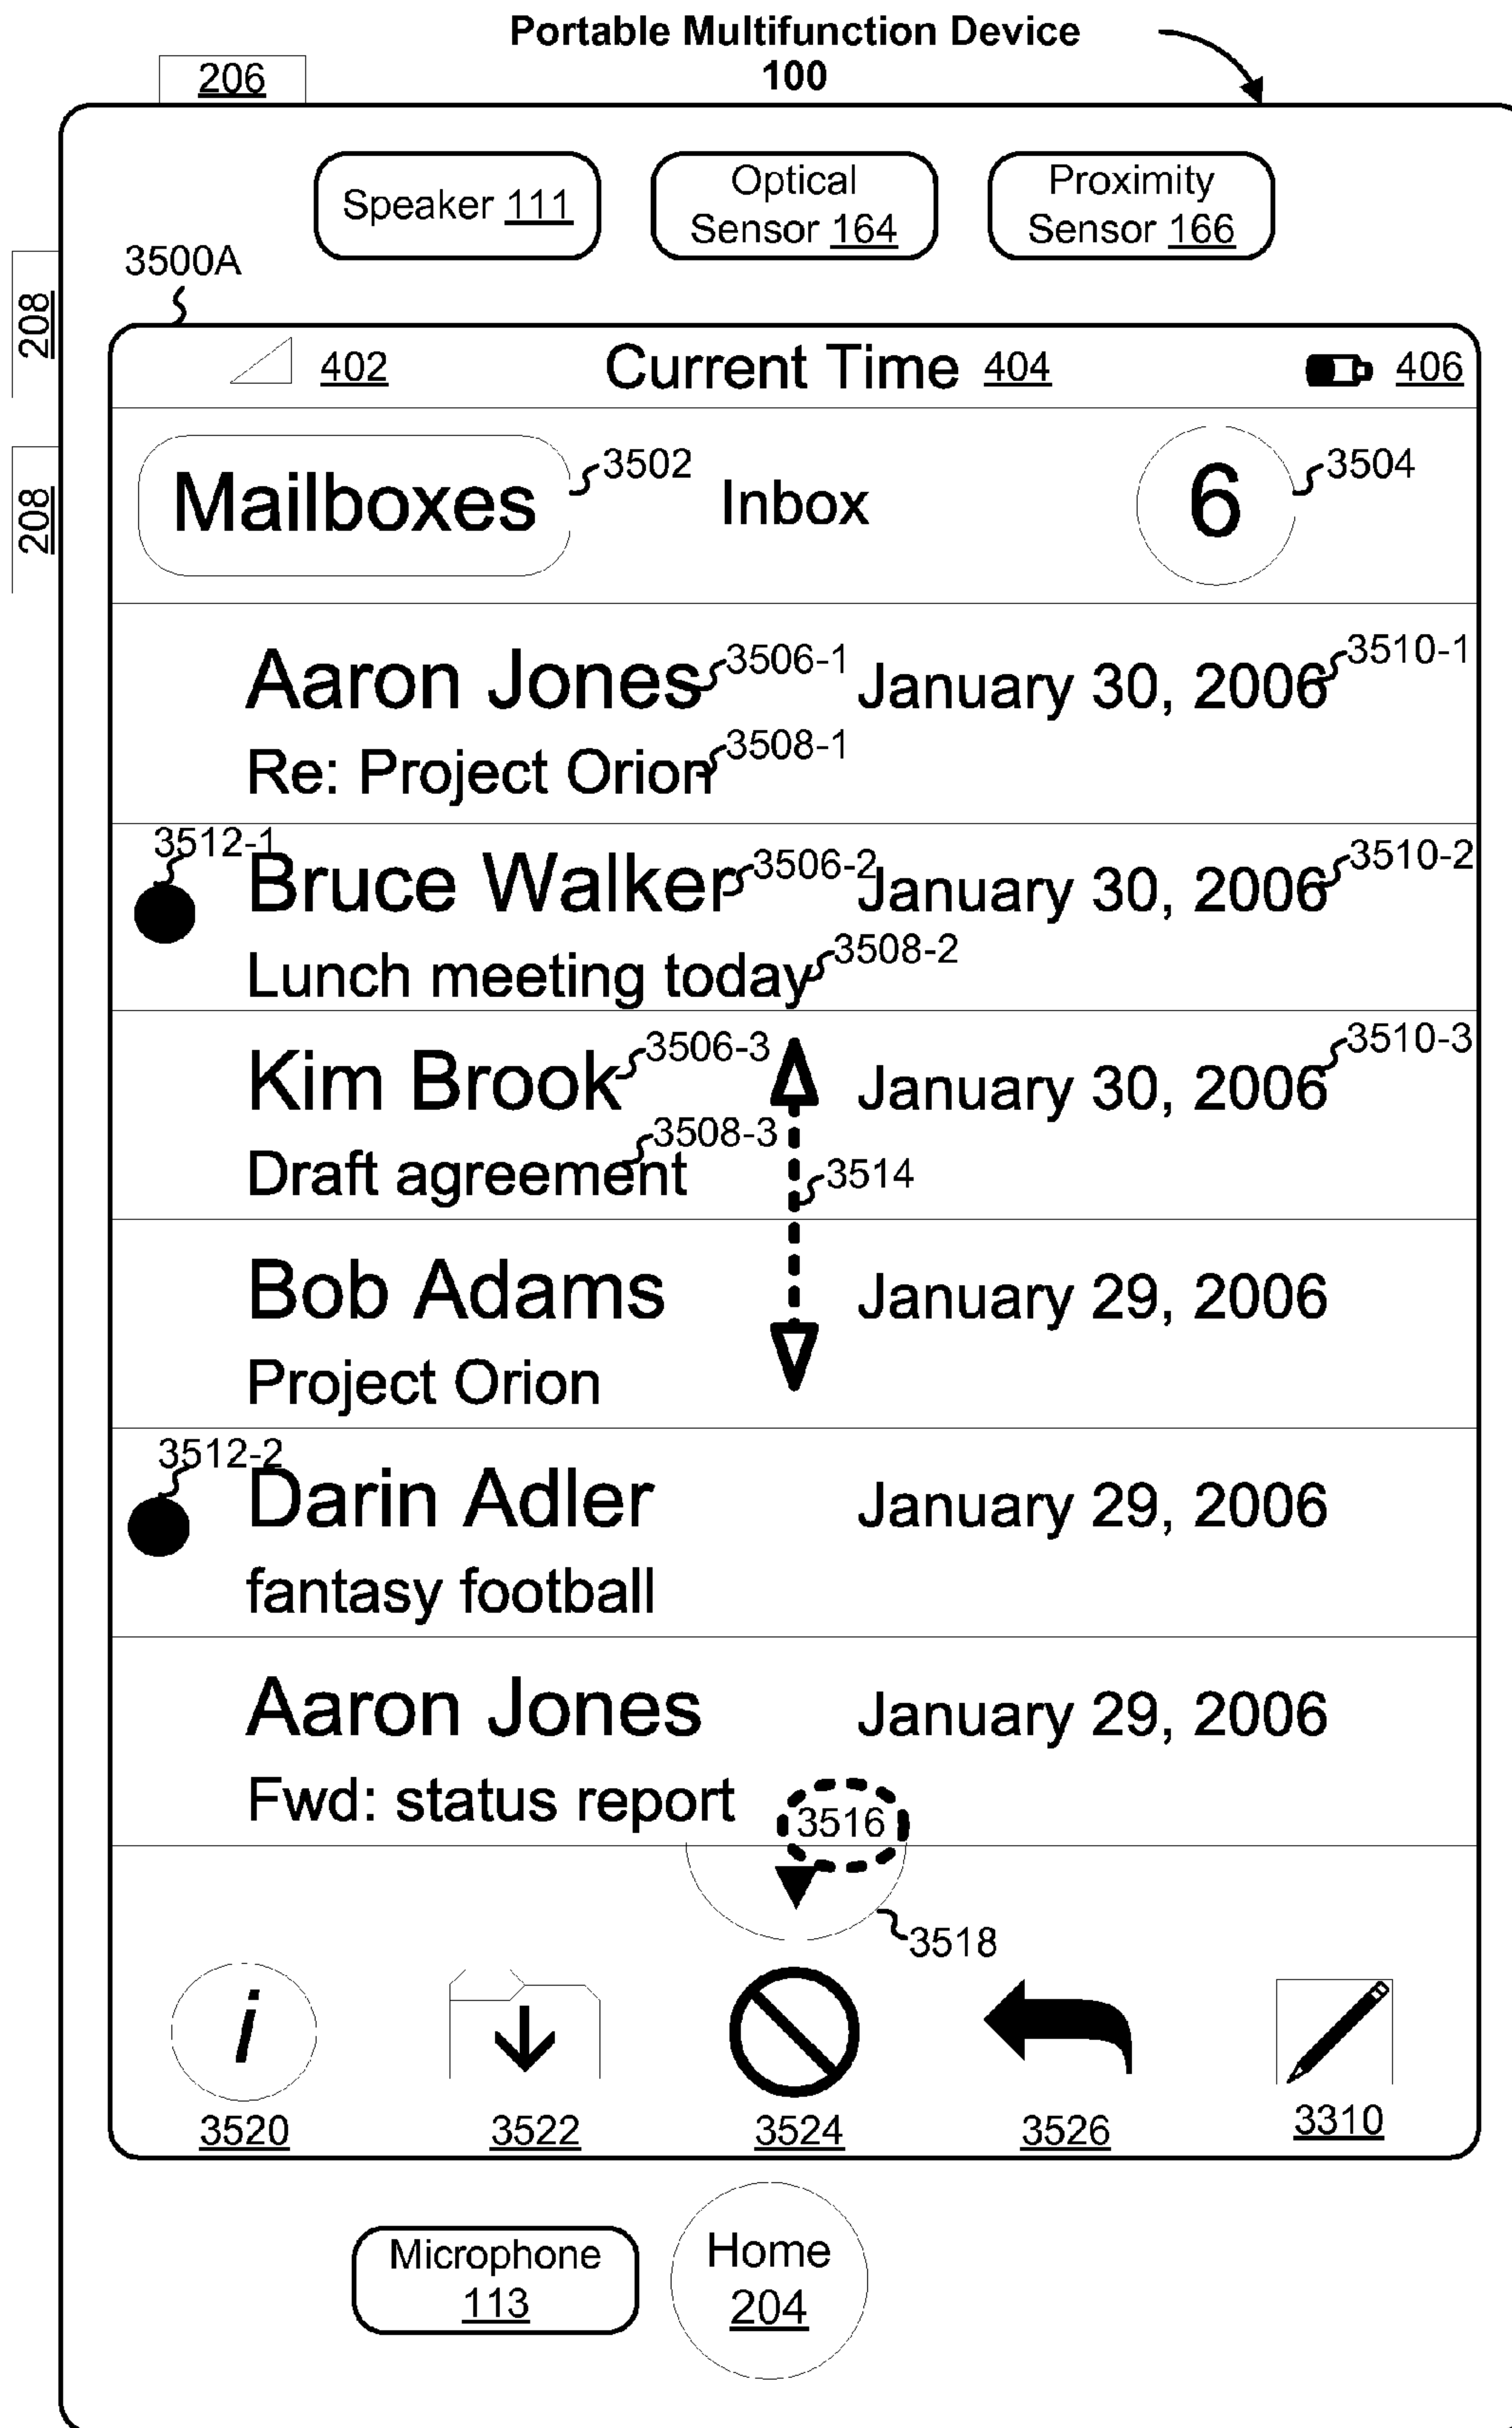 Portable Multifunction Device
100
206
Speaker 111
Optical
Sensor 164
Proximity
Sensor 166
3500A
208
208
402
Current Time 404
406
Mailboxes
3502
Inbox
6
3504
Aaron Jones 3506-1 January 30, 2006 3510-1
Re: Project Orion 3508-1
3512-1
Bruce Walker 3506-2 January 30, 2006 3510-2
Lunch meeting today 3508-2
Kim Brook 3506-3 January 30, 2006 3510-3
Draft agreement 3508-3
3514
Bob Adams January 29, 2006
Project Orion
3512-2
Darin Adler January 29, 2006
fantasy football
Aaron Jones January 29, 2006
Fwd: status report
3516
3518
i
3520 3522 3524 3526 3310
Microphone
113
Home
204